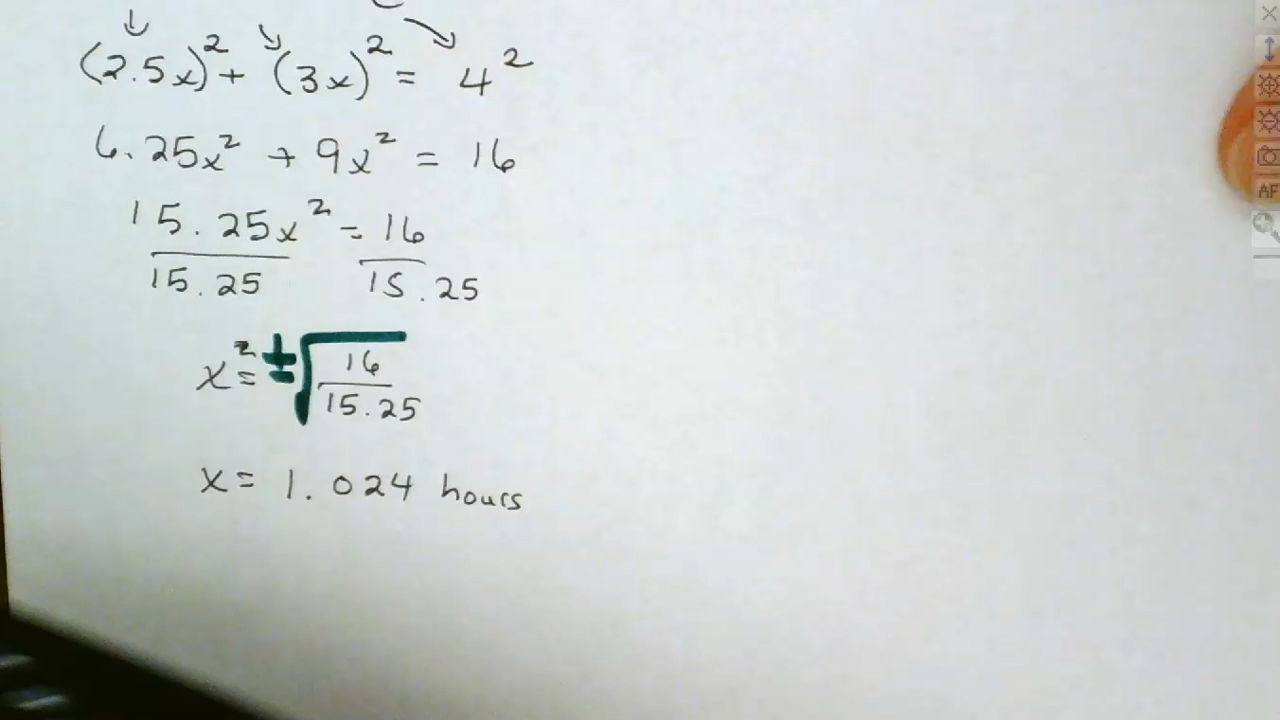 (2.5x)² + (3x)² = 4²
6.25x² + 9x² = 16
15.25x² = 16
15.25 15.25
x² = ±√16/15.25
x = 1.024 hours
AF